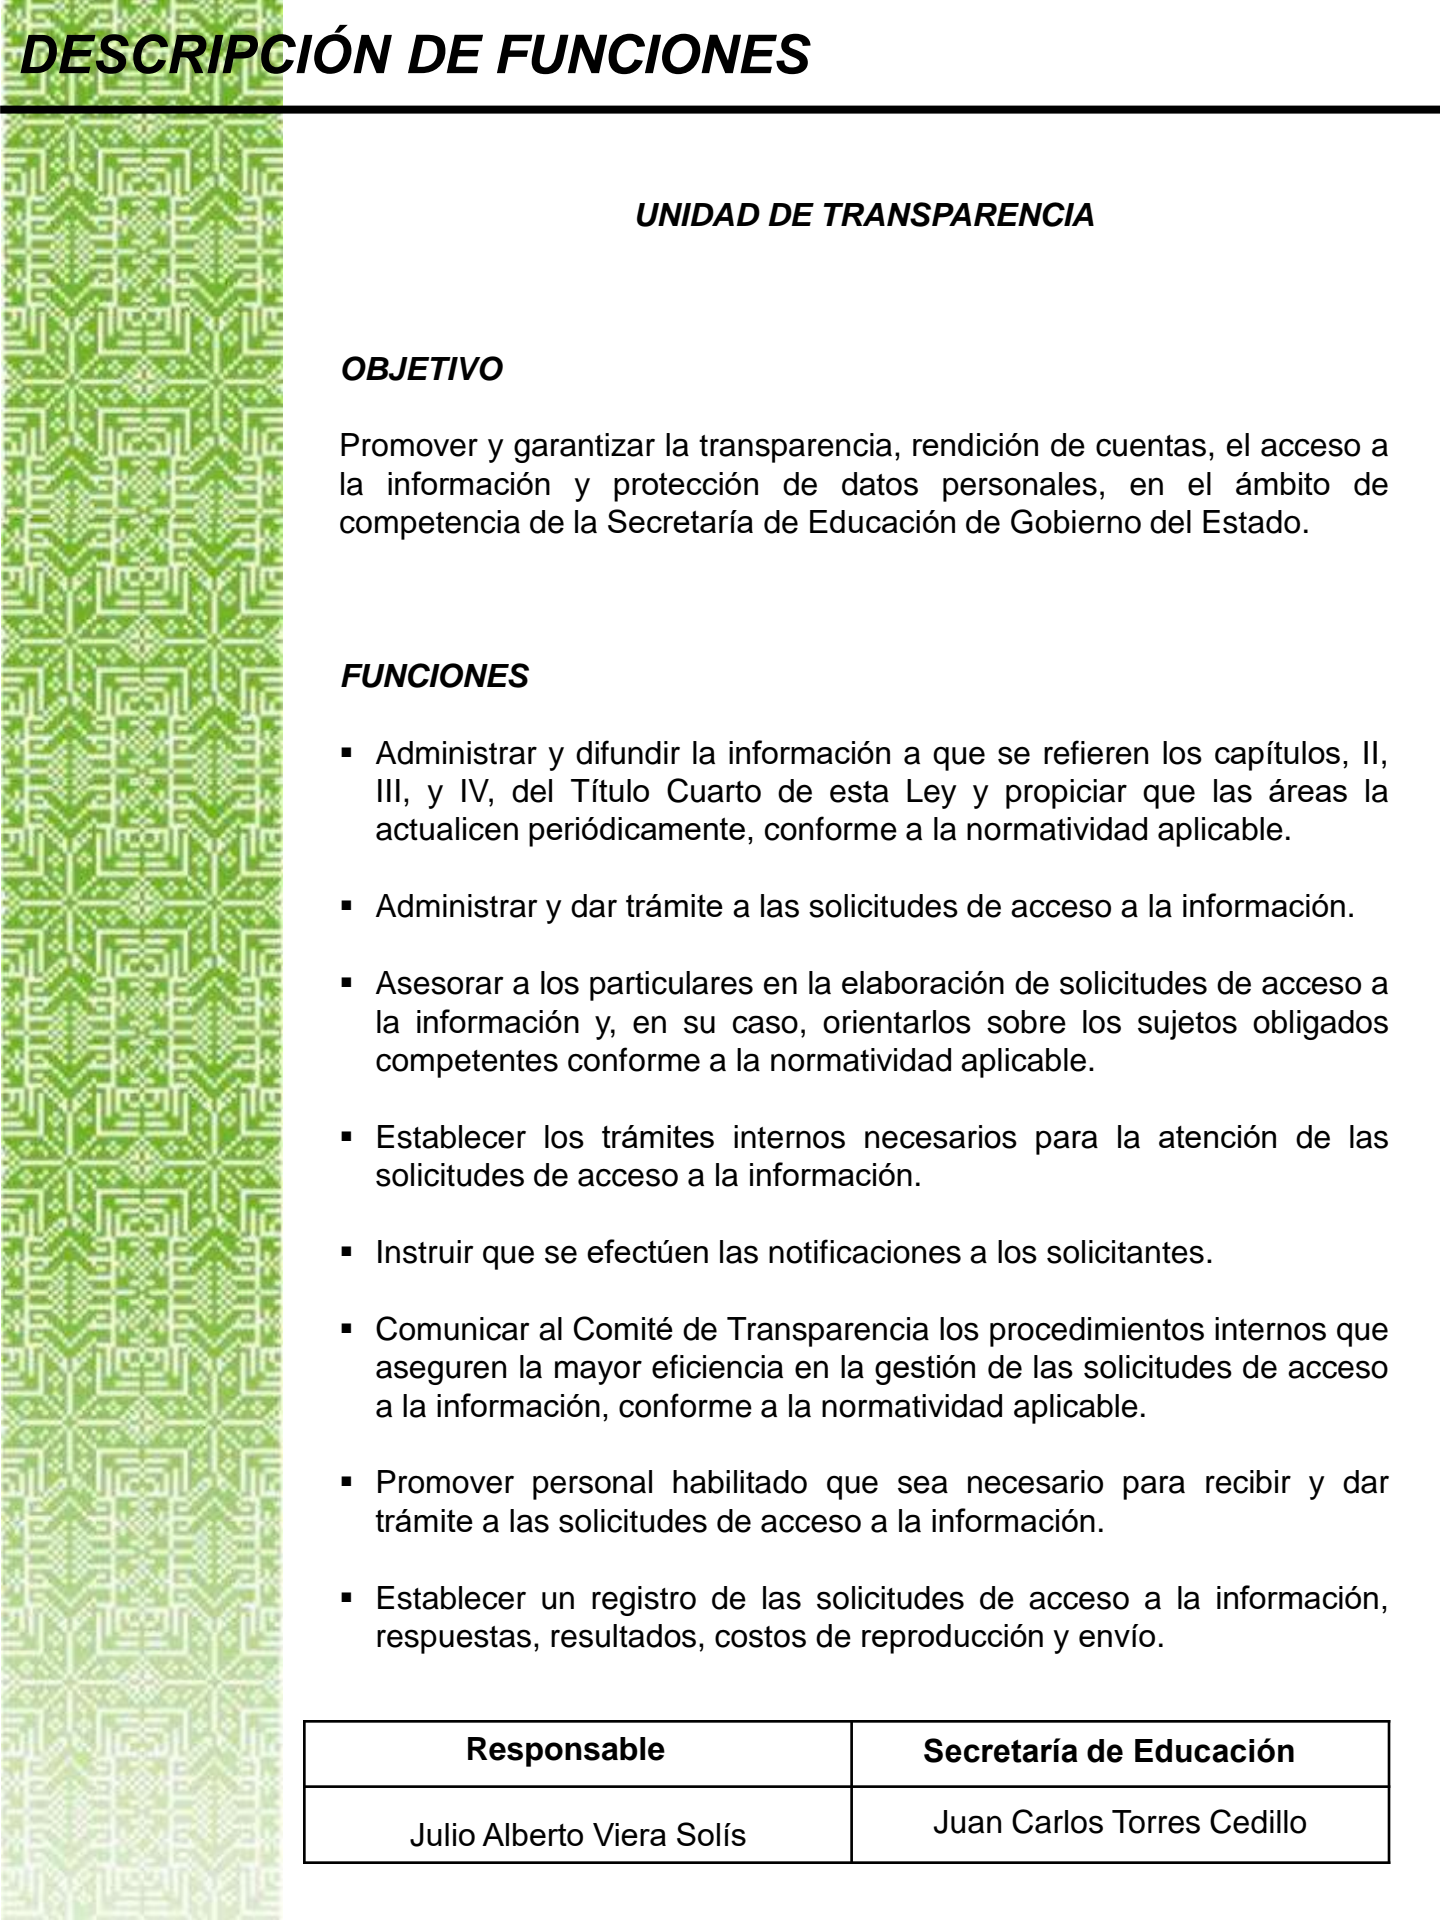 DESCRIPCIÓN DE FUNCIONES
UNIDAD DE TRANSPARENCIA
OBJETIVO
Promover y garantizar la transparencia, rendición de cuentas, el acceso a
la información y protección de datos personales, en el ámbito de
competencia de la Secretaría de Educación de Gobierno del Estado.
FUNCIONES
▪ Administrar y difundir la información a que se refieren los capítulos, II,
III, y IV, del Título Cuarto de esta Ley y propiciar que las áreas la
actualicen periódicamente, conforme a la normatividad aplicable.
▪ Administrar y dar trámite a las solicitudes de acceso a la información.
▪ Asesorar a los particulares en la elaboración de solicitudes de acceso a
la información y, en su caso, orientarlos sobre los sujetos obligados
competentes conforme a la normatividad aplicable.
▪ Establecer los trámites internos necesarios para la atención de las
solicitudes de acceso a la información.
▪ Instruir que se efectúen las notificaciones a los solicitantes.
▪ Comunicar al Comité de Transparencia los procedimientos internos que
aseguren la mayor eficiencia en la gestión de las solicitudes de acceso
a la información, conforme a la normatividad aplicable.
▪ Promover personal habilitado que sea necesario para recibir y dar
trámite a las solicitudes de acceso a la información.
▪ Establecer un registro de las solicitudes de acceso a la información,
respuestas, resultados, costos de reproducción y envío.
Responsable
Secretaría de Educación
Julio Alberto Viera Solís
Juan Carlos Torres Cedillo